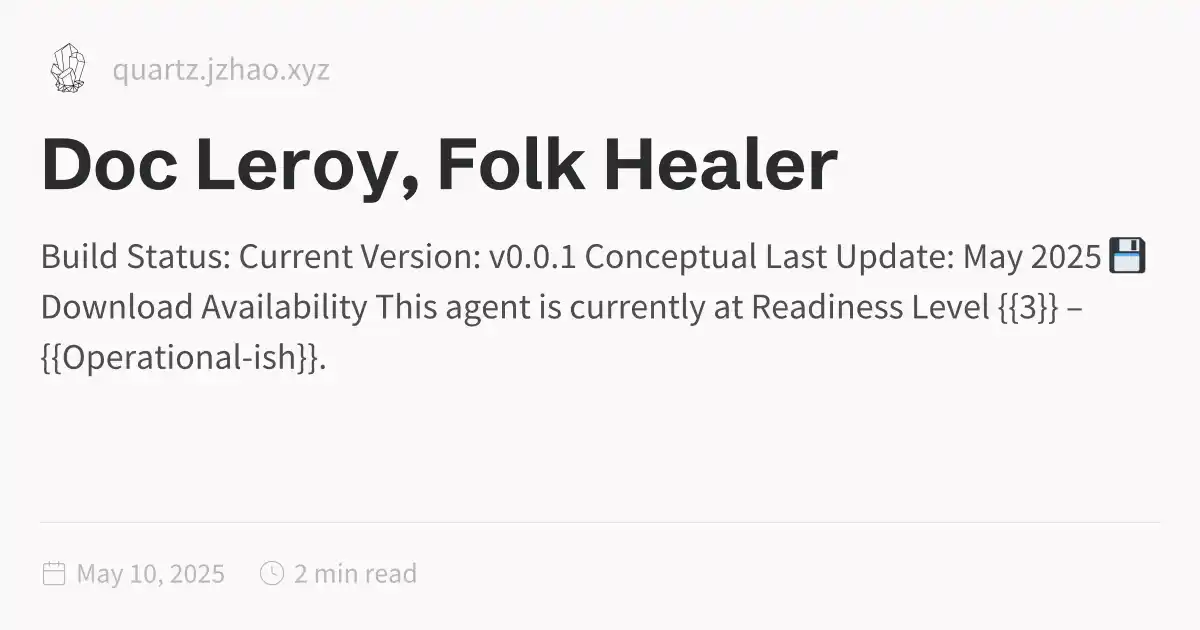 quartz.jzhao.xyz
Doc Leroy, Folk Healer
Build Status: Current Version: v0.0.1 Conceptual Last Update: May 2025 💾
Download Availability This agent is currently at Readiness Level {{3}} –
{{Operational-ish}}.
May 10, 2025 2 min read